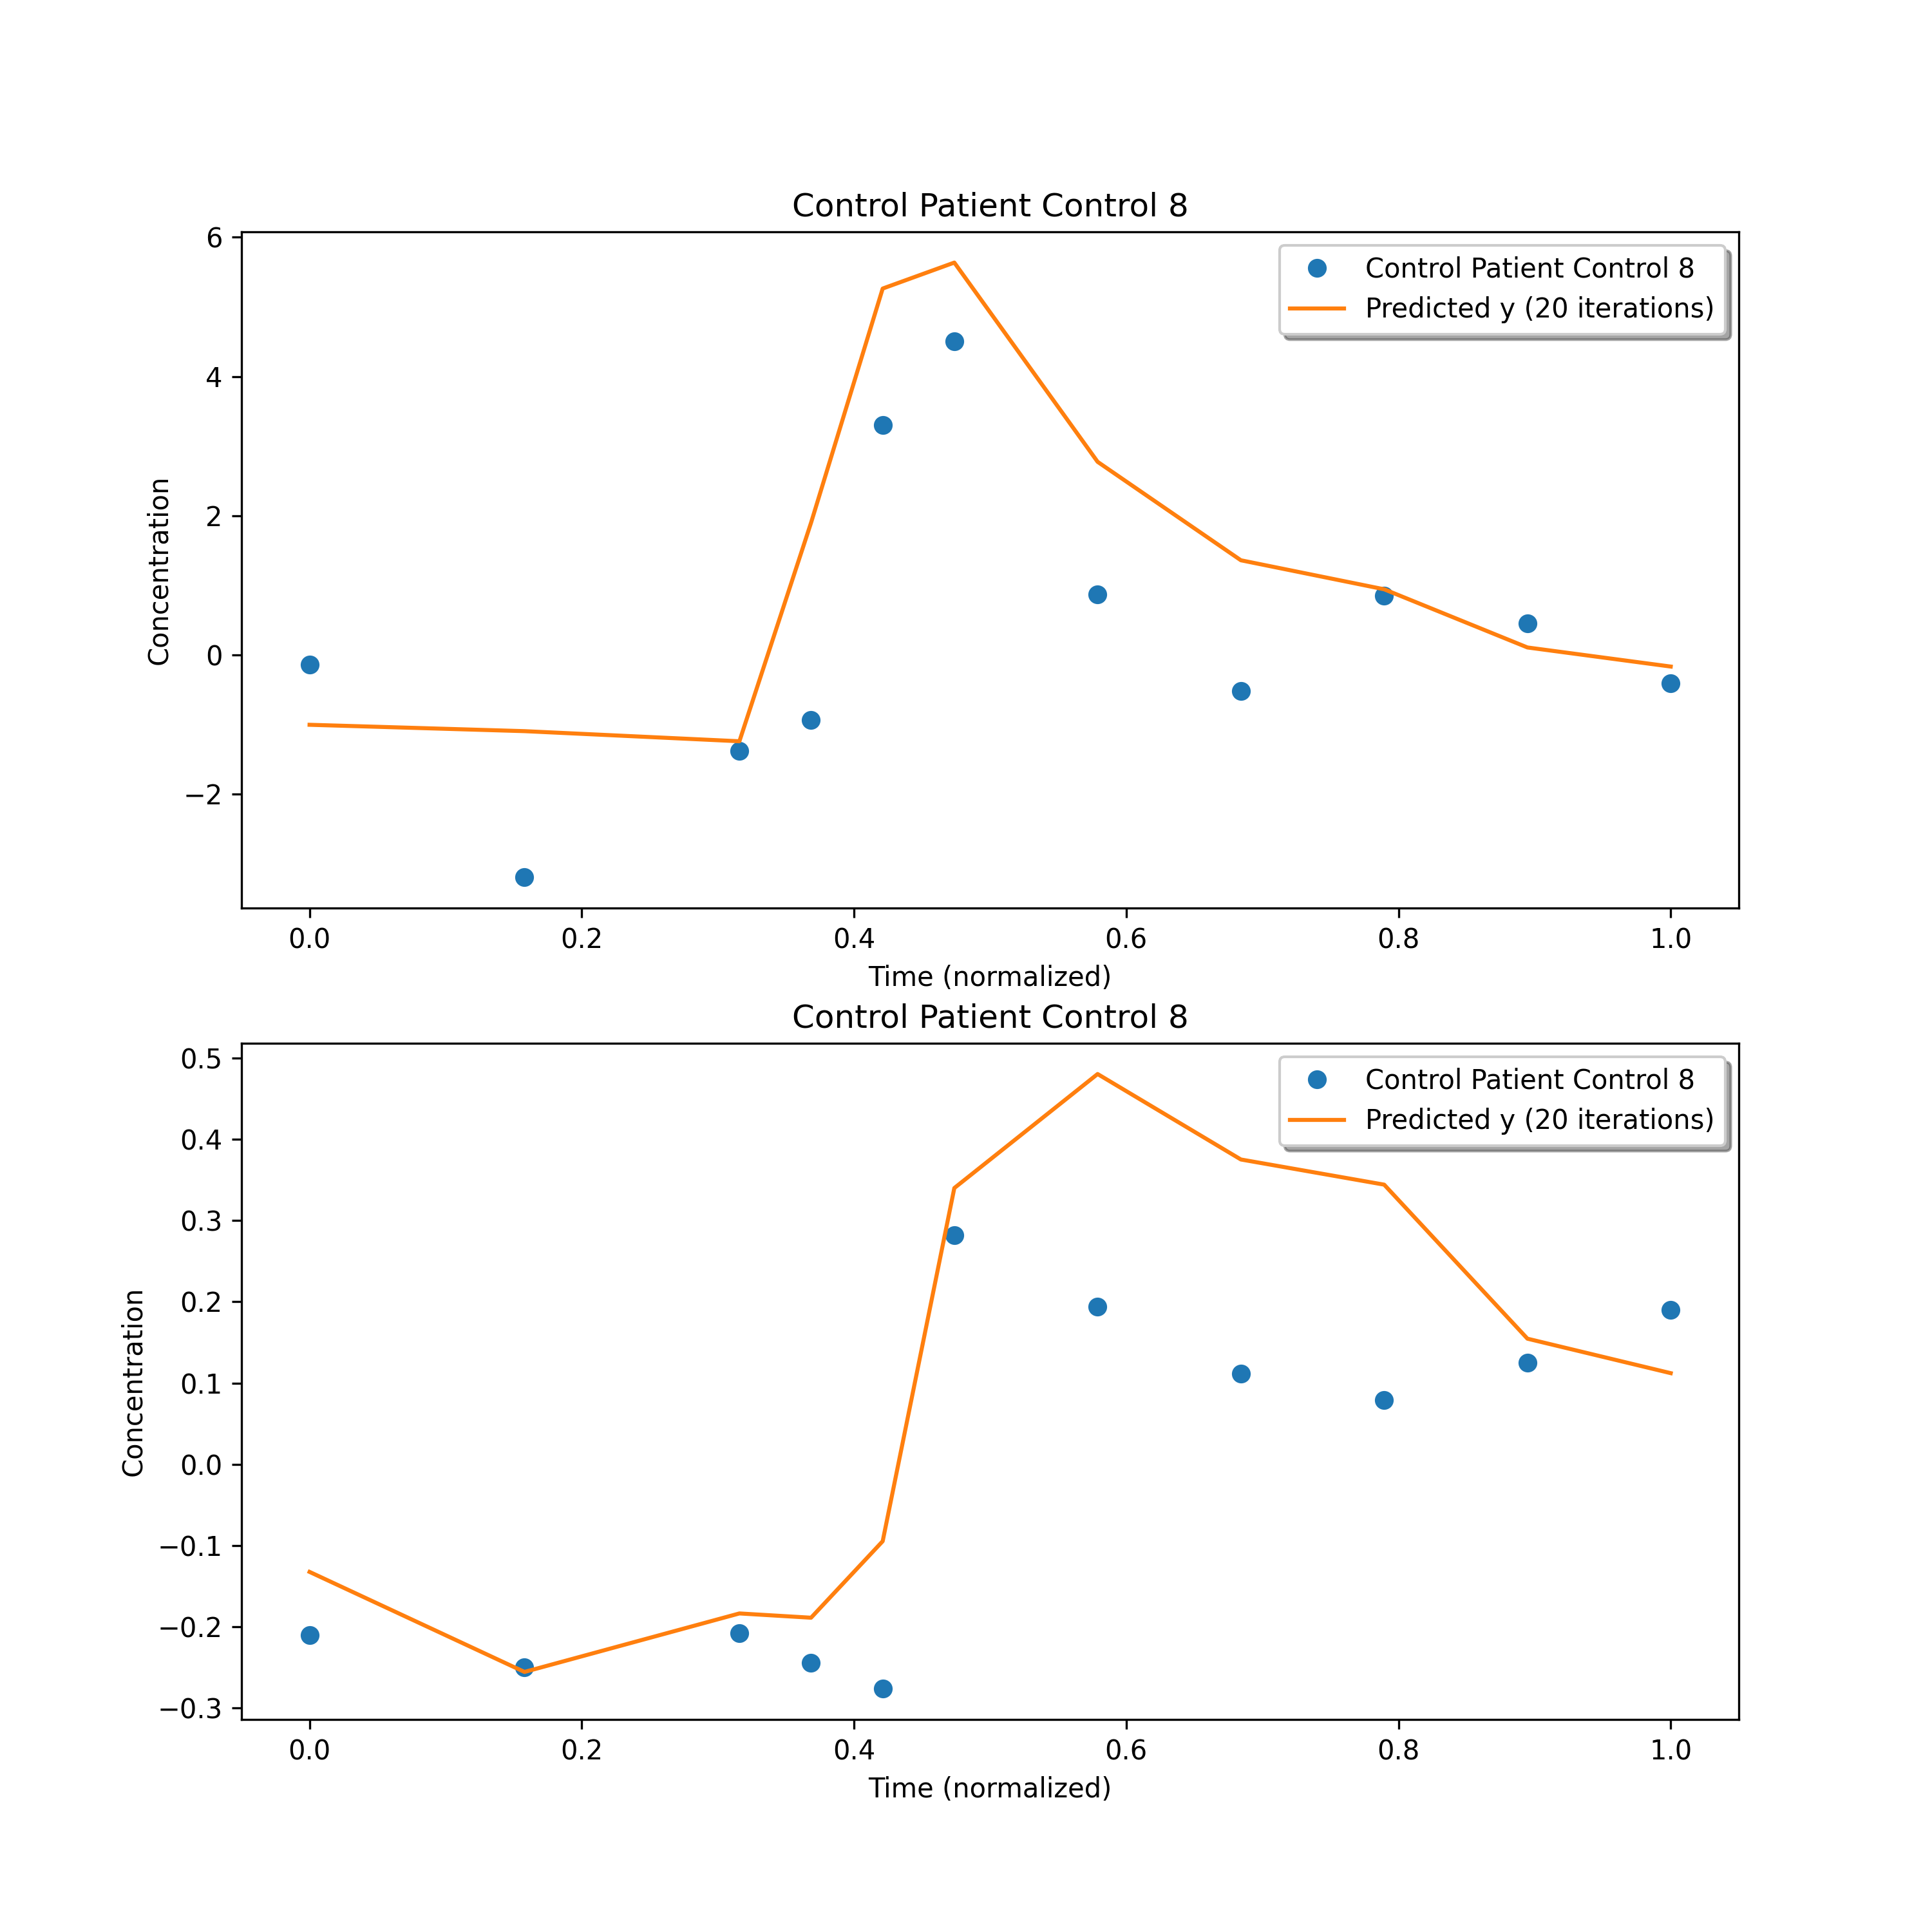 Control Patient Control 8
6
4
2
0
−2
Concentration
Control Patient Control 8
Predicted y (20 iterations)
0.0 0.2 0.4 0.6 0.8 1.0
Time (normalized)
Control Patient Control 8
0.5
0.4
0.3
0.2
0.1
0.0
−0.1
−0.2
−0.3
Concentration
Control Patient Control 8
Predicted y (20 iterations)
0.0 0.2 0.4 0.6 0.8 1.0
Time (normalized)